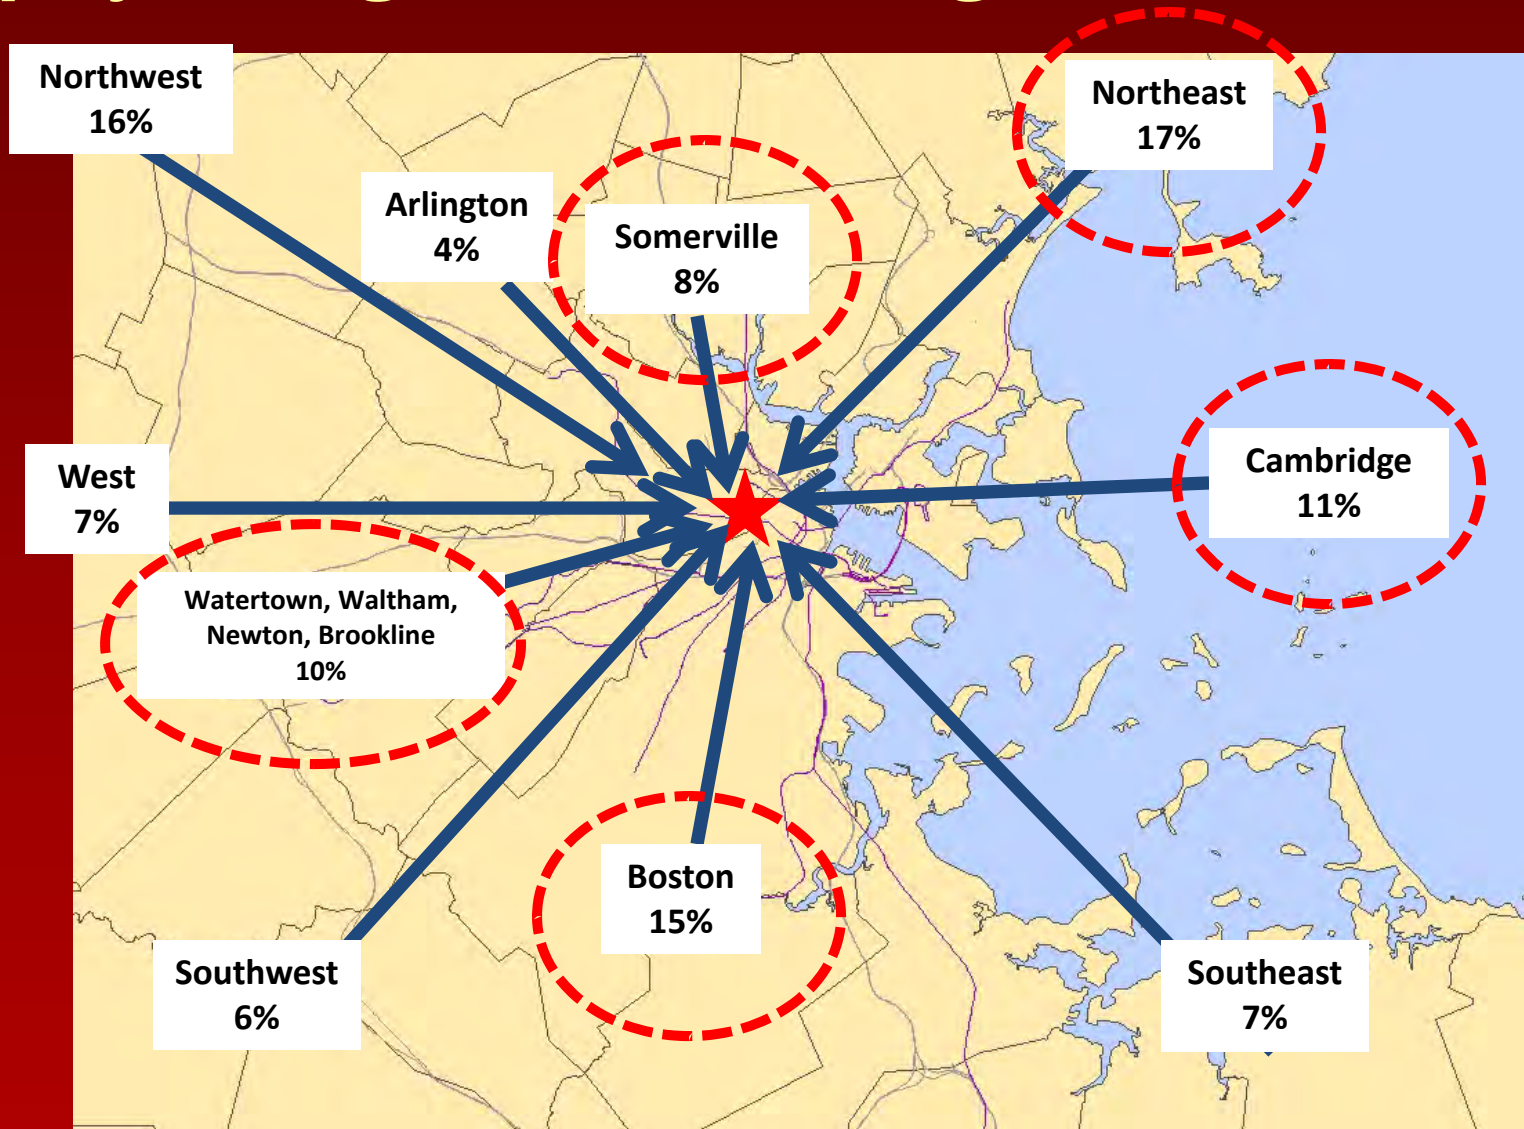 Northwest
16%
Northeast
17%
Arlington
4%
Somerville
8%
West
7%
Cambridge
11%
Watertown, Waltham,
Newton, Brookline
10%
Boston
15%
Southwest
6%
Southeast
7%